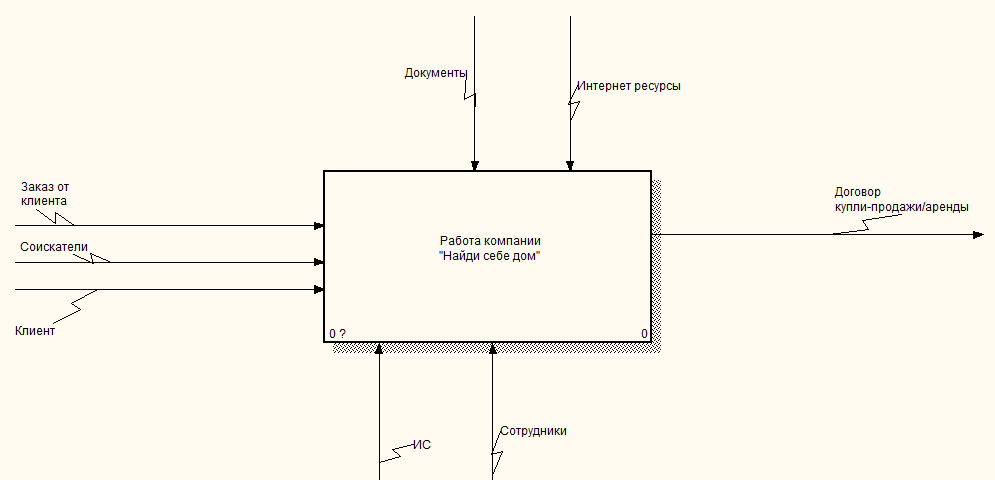 Документы
Интернет ресурсы
Заказ от
клиента
Договор
купли-продажи/аренды
Соискатели
Работа компании
"Найди себе дом"
Клиент
0 ?
0
ИС
Сотрудники